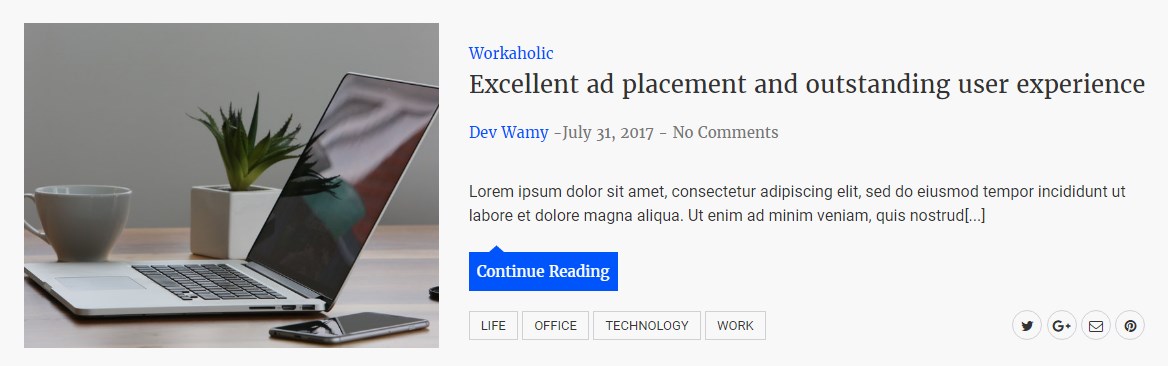 Workaholic
Excellent ad placement and outstanding user experience
Dev Wamy -July 31, 2017 - No Comments
Lorem ipsum dolor sit amet, consectetur adipiscing elit, sed do eiusmod tempor incididunt ut
labore et dolore magna aliqua. Ut enim ad minim veniam, quis nostrud[...]
Continue Reading
LIFE OFFICE TECHNOLOGY WORK